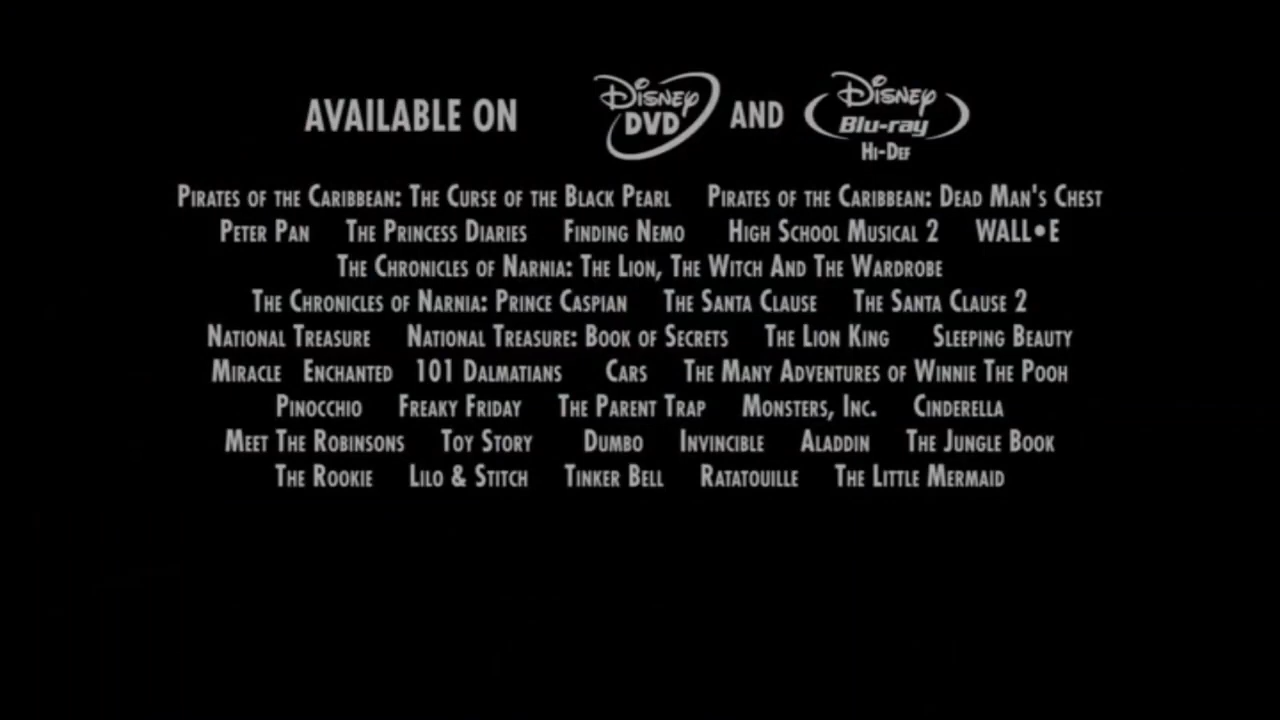 AVAILABLE ON Disney DVD AND Disney Blu-ray Hi-Def
Pirates of the Caribbean: The Curse of the Black Pearl Pirates of the Caribbean: Dead Man's Chest
Peter Pan The Princess Diaries Finding Nemo High School Musical 2 WALL•E
The Chronicles of Narnia: The Lion, The Witch And The Wardrobe
The Chronicles of Narnia: Prince Caspian The Santa Clause The Santa Clause 2
National Treasure National Treasure: Book of Secrets The Lion King Sleeping Beauty
Miracle Enchanted 101 Dalmatians Cars The Many Adventures of Winnie The Pooh
Pinocchio Freaky Friday The Parent Trap Monsters, Inc. Cinderella
Meet The Robinsons Toy Story Dumbo Invincible Aladdin The Jungle Book
The Rookie Lilo & Stitch Tinker Bell Ratatouille The Little Mermaid